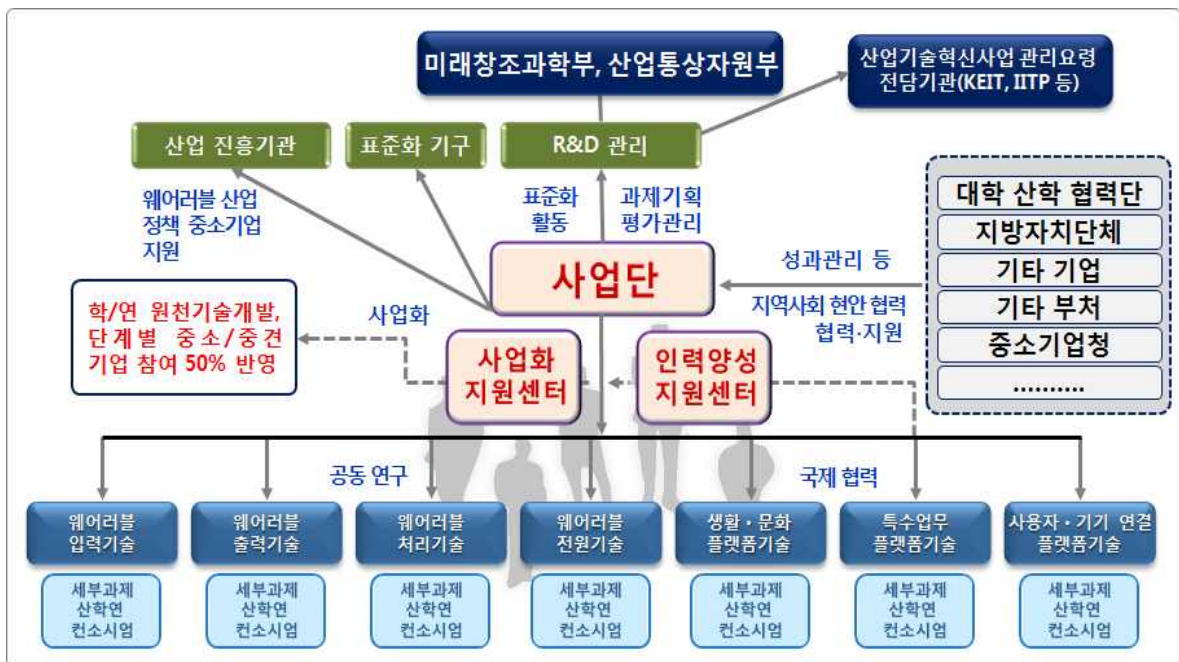 미래창조과학부, 산업통상자원부
산업기술혁신사업 관리요령
전담기관(KEIT, IITP 등)
산업 진흥기관
표준화 기구
R&D 관리
웨어러블 산업
정책 중소기업
지원
표준화
활동
과제기획
평가관리
대학 산학 협력단
지방자치단체
기타 기업
기타 부처
중소기업청
..........
사업단
성과관리 등
지역사회 현안 협력
협력·지원
학/연 원천기술개발,
단계별 중소/중견
기업 참여 50% 반영
사업화
사업화
지원센터
인력양성
지원센터
공동 연구
국제 협력
웨어러블
입력기술
웨어러블
출력기술
웨어러블
처리기술
웨어러블
전원기술
생활·문화
플랫폼기술
특수업무
플랫폼기술
사용자·기기 연결
플랫폼기술
세부과제
산학연
컨소시엄
세부과제
산학연
컨소시엄
세부과제
산학연
컨소시엄
세부과제
산학연
컨소시엄
세부과제
산학연
컨소시엄
세부과제
산학연
컨소시엄
세부과제
산학연
컨소시엄